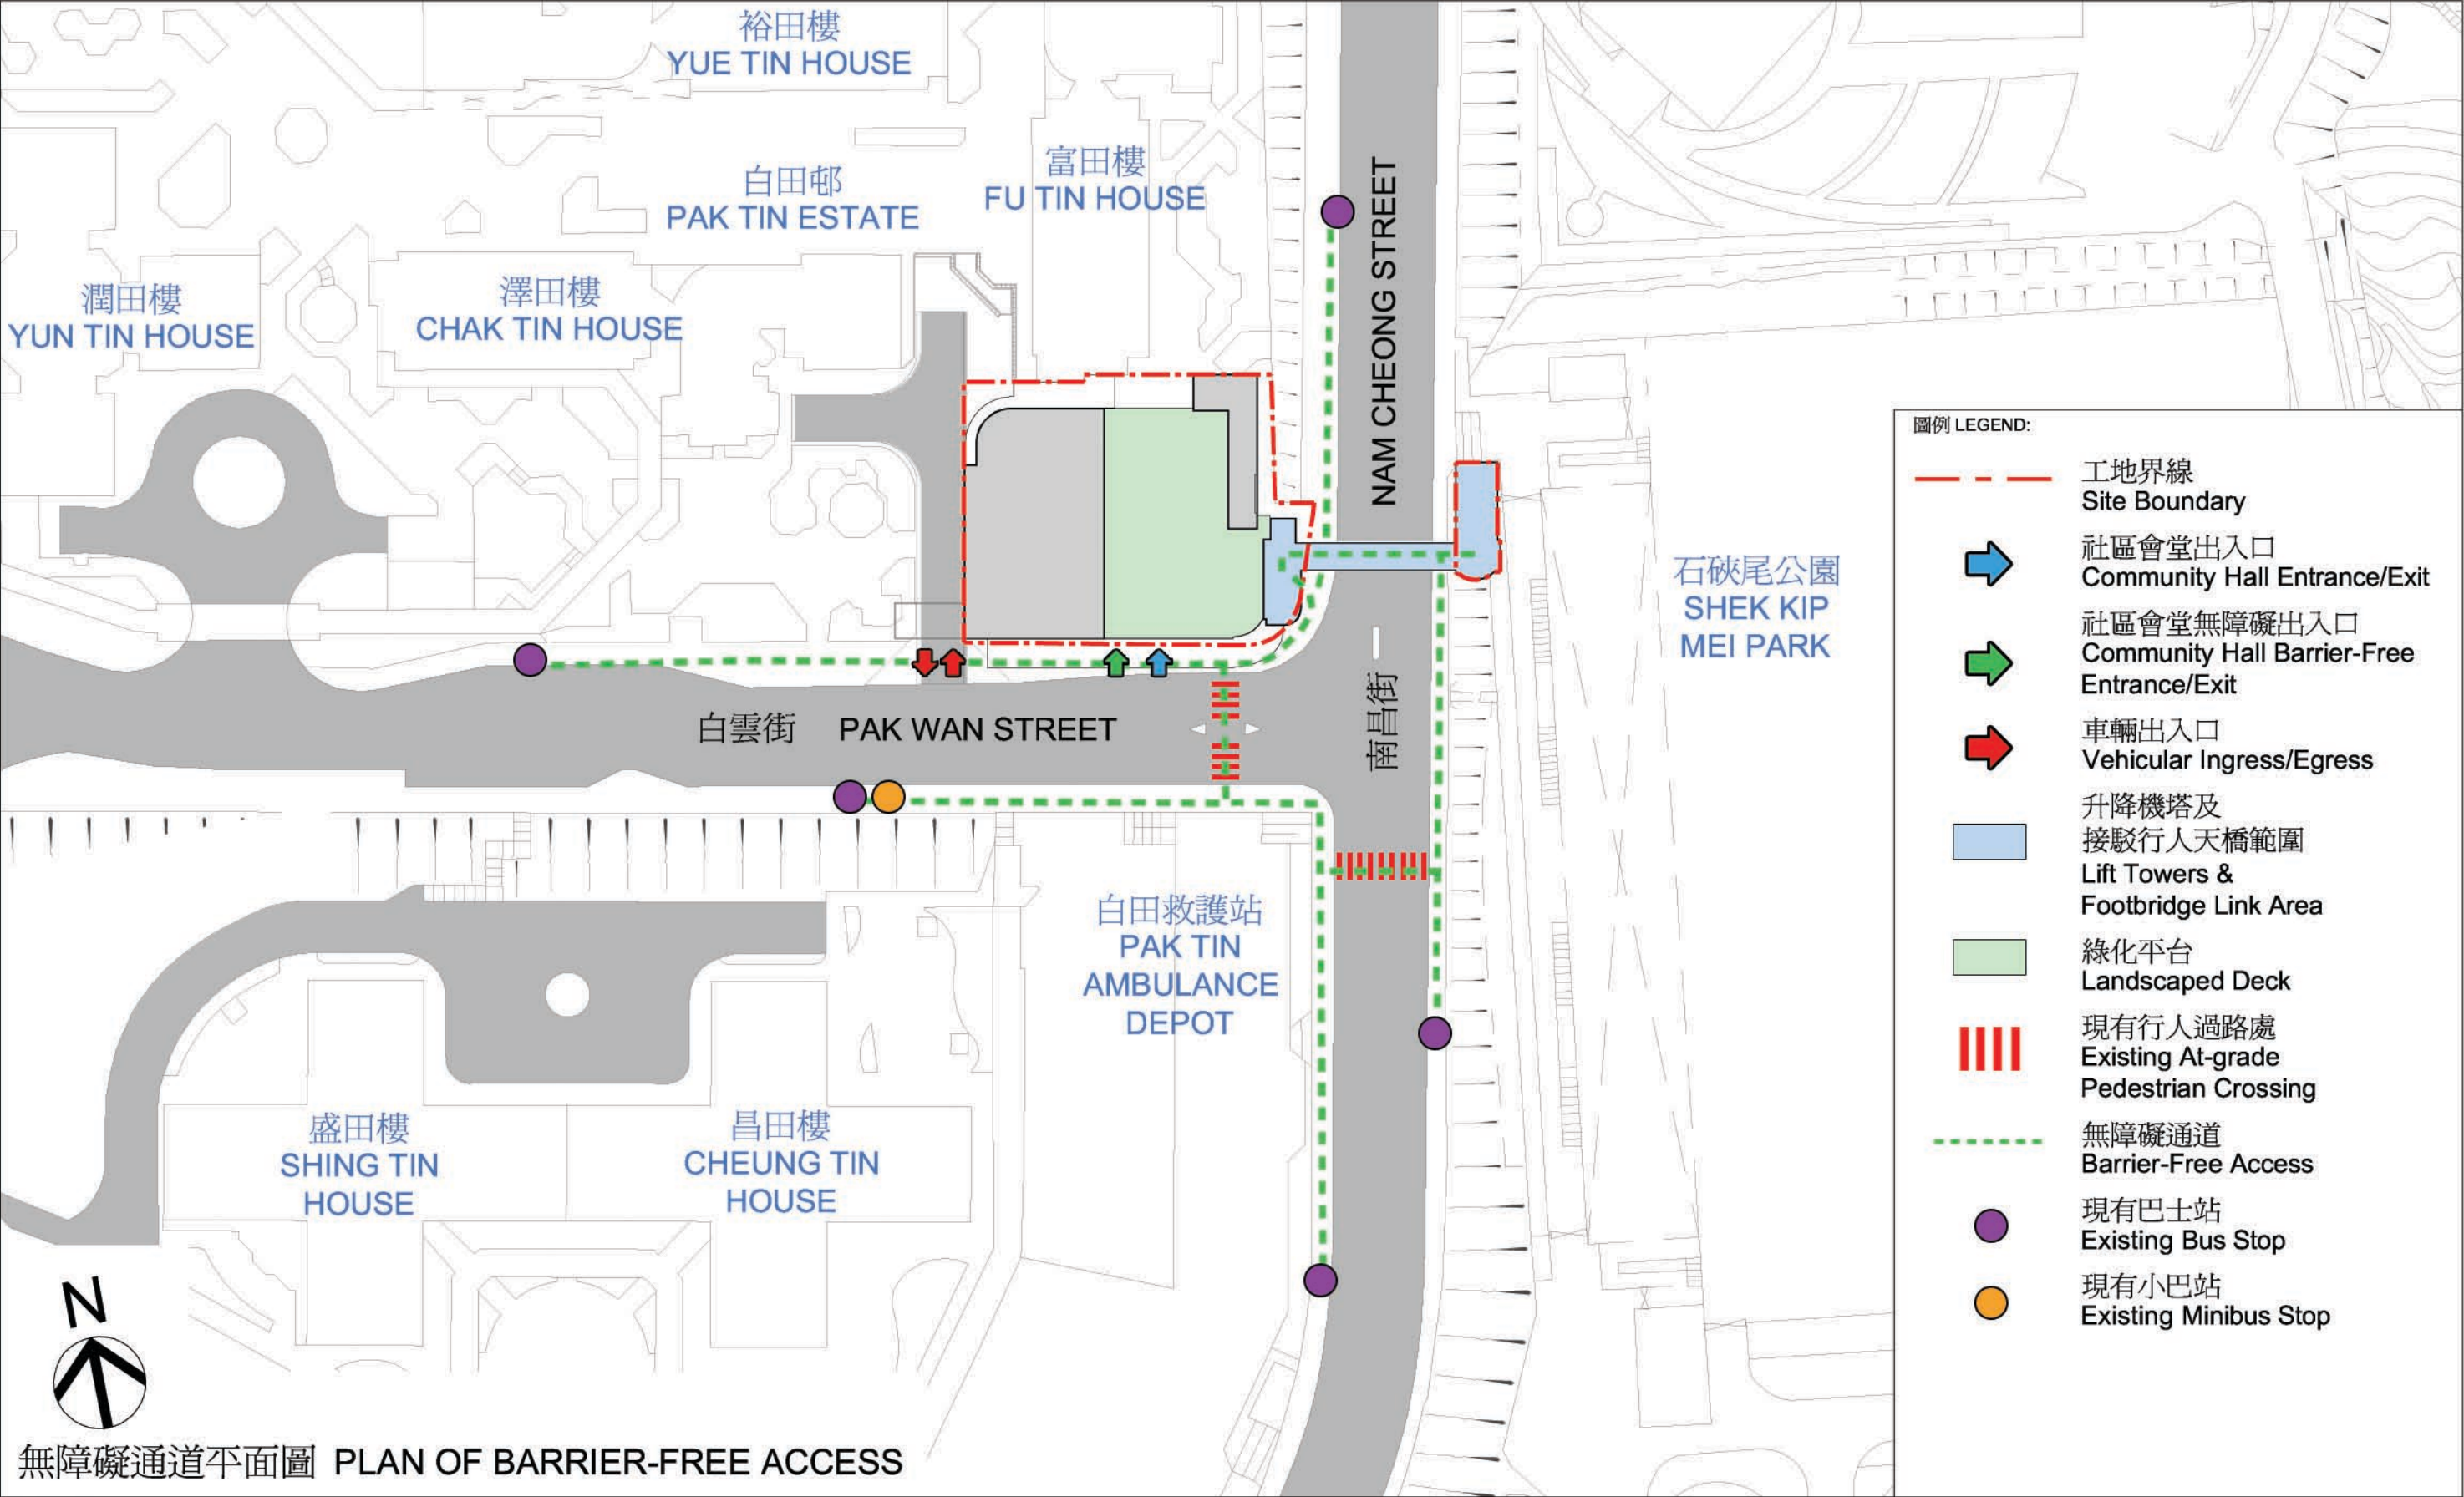 裕田樓
YUE TIN HOUSE
白田邨
PAK TIN ESTATE
富田樓
FU TIN HOUSE
潤田樓
YUN TIN HOUSE
澤田樓
CHAK TIN HOUSE
NAM CHEONG STREET
南昌街
石硤尾公園
SHEK KIP
MEI PARK
白雲街 PAK WAN STREET
白田救護站
PAK TIN
AMBULANCE
DEPOT
盛田樓
SHING TIN
HOUSE
昌田樓
CHEUNG TIN
HOUSE
N
無障礙通道平面圖 PLAN OF BARRIER-FREE ACCESS
圖例 LEGEND:
工地界線
Site Boundary
社區會堂出入口
Community Hall Entrance/Exit
社區會堂無障礙出入口
Community Hall Barrier-Free
Entrance/Exit
車輛出入口
Vehicular Ingress/Egress
升降機塔及
接駁行人天橋範圍
Lift Towers &
Footbridge Link Area
綠化平台
Landscaped Deck
現有行人過路處
Existing At-grade
Pedestrian Crossing
無障礙通道
Barrier-Free Access
現有巴士站
Existing Bus Stop
現有小巴站
Existing Minibus Stop